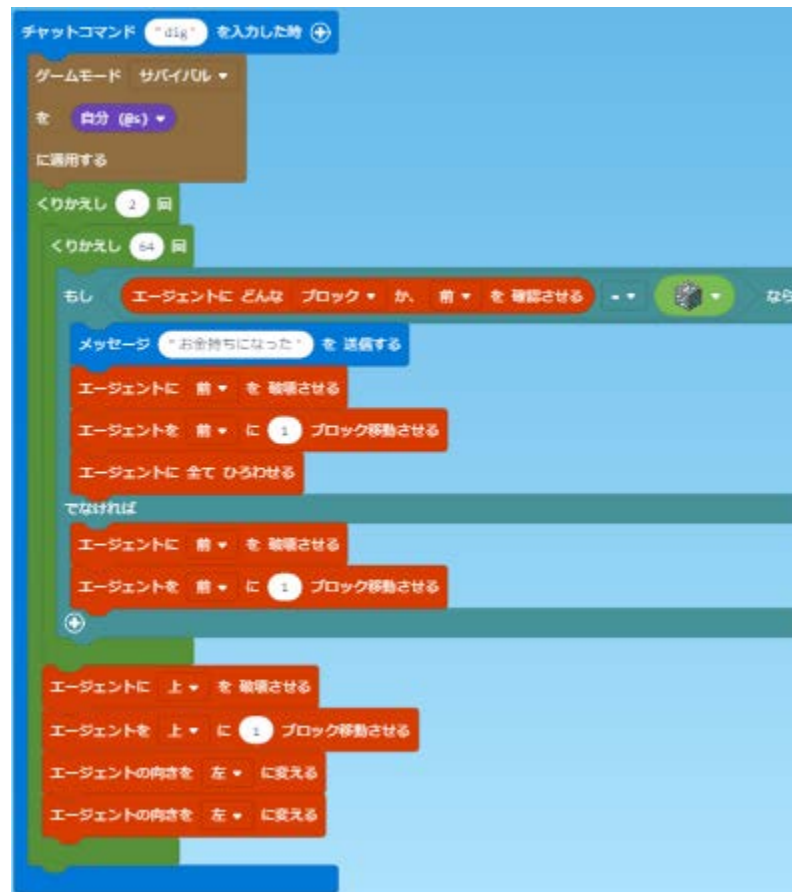 チャットコマンド "dig" を入力した時
ゲームモード サバイバル
を 自分 (@s)
に適用する
くりかえし 2 回
くりかえし 64 回
もし エージェントに どんな ブロック か、 前 を 確認させる = なら
メッセージ "お金持ちになった" を 送信する
エージェントに 前 を 破壊させる
エージェントを 前 に 1 ブロック移動させる
エージェントに 全て ひろわせる
でなければ
エージェントに 前 を 破壊させる
エージェントを 前 に 1 ブロック移動させる
エージェントに 上 を 破壊させる
エージェントを 上 に 1 ブロック移動させる
エージェントの向きを 左 に変える
エージェントの向きを 左 に変える